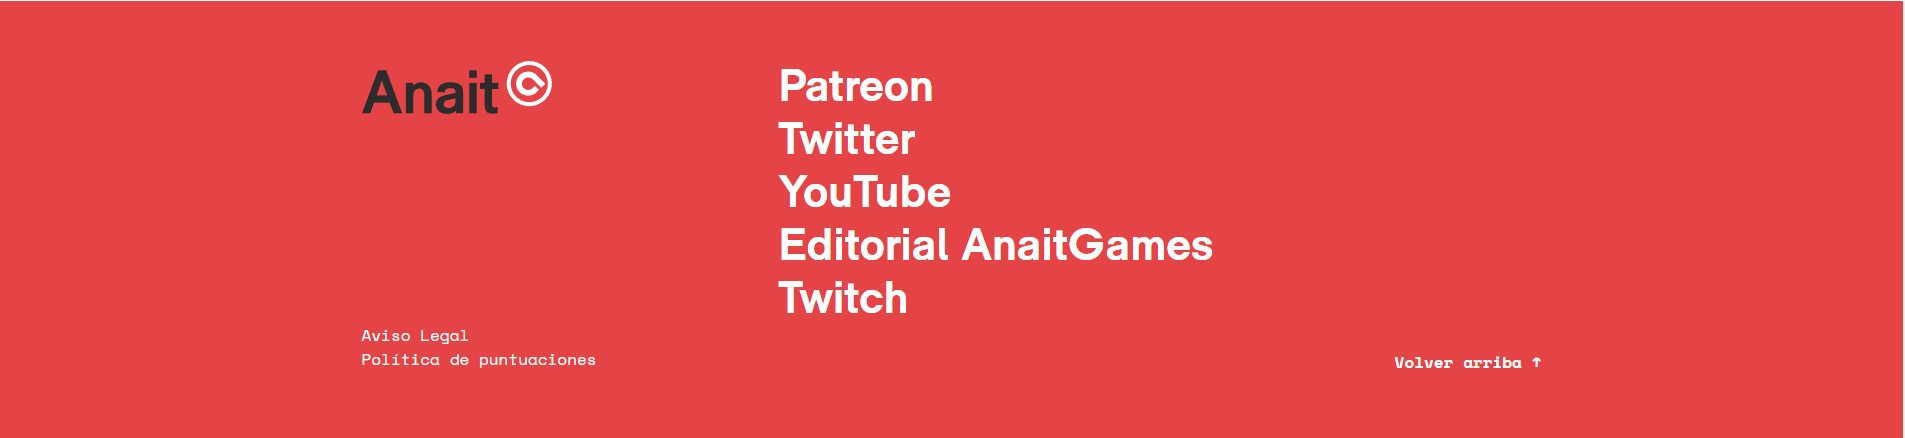 Anait
Patreon
Twitter
YouTube
Editorial AnaitGames
Twitch
Aviso Legal
Política de puntuaciones
Volver arriba ↑